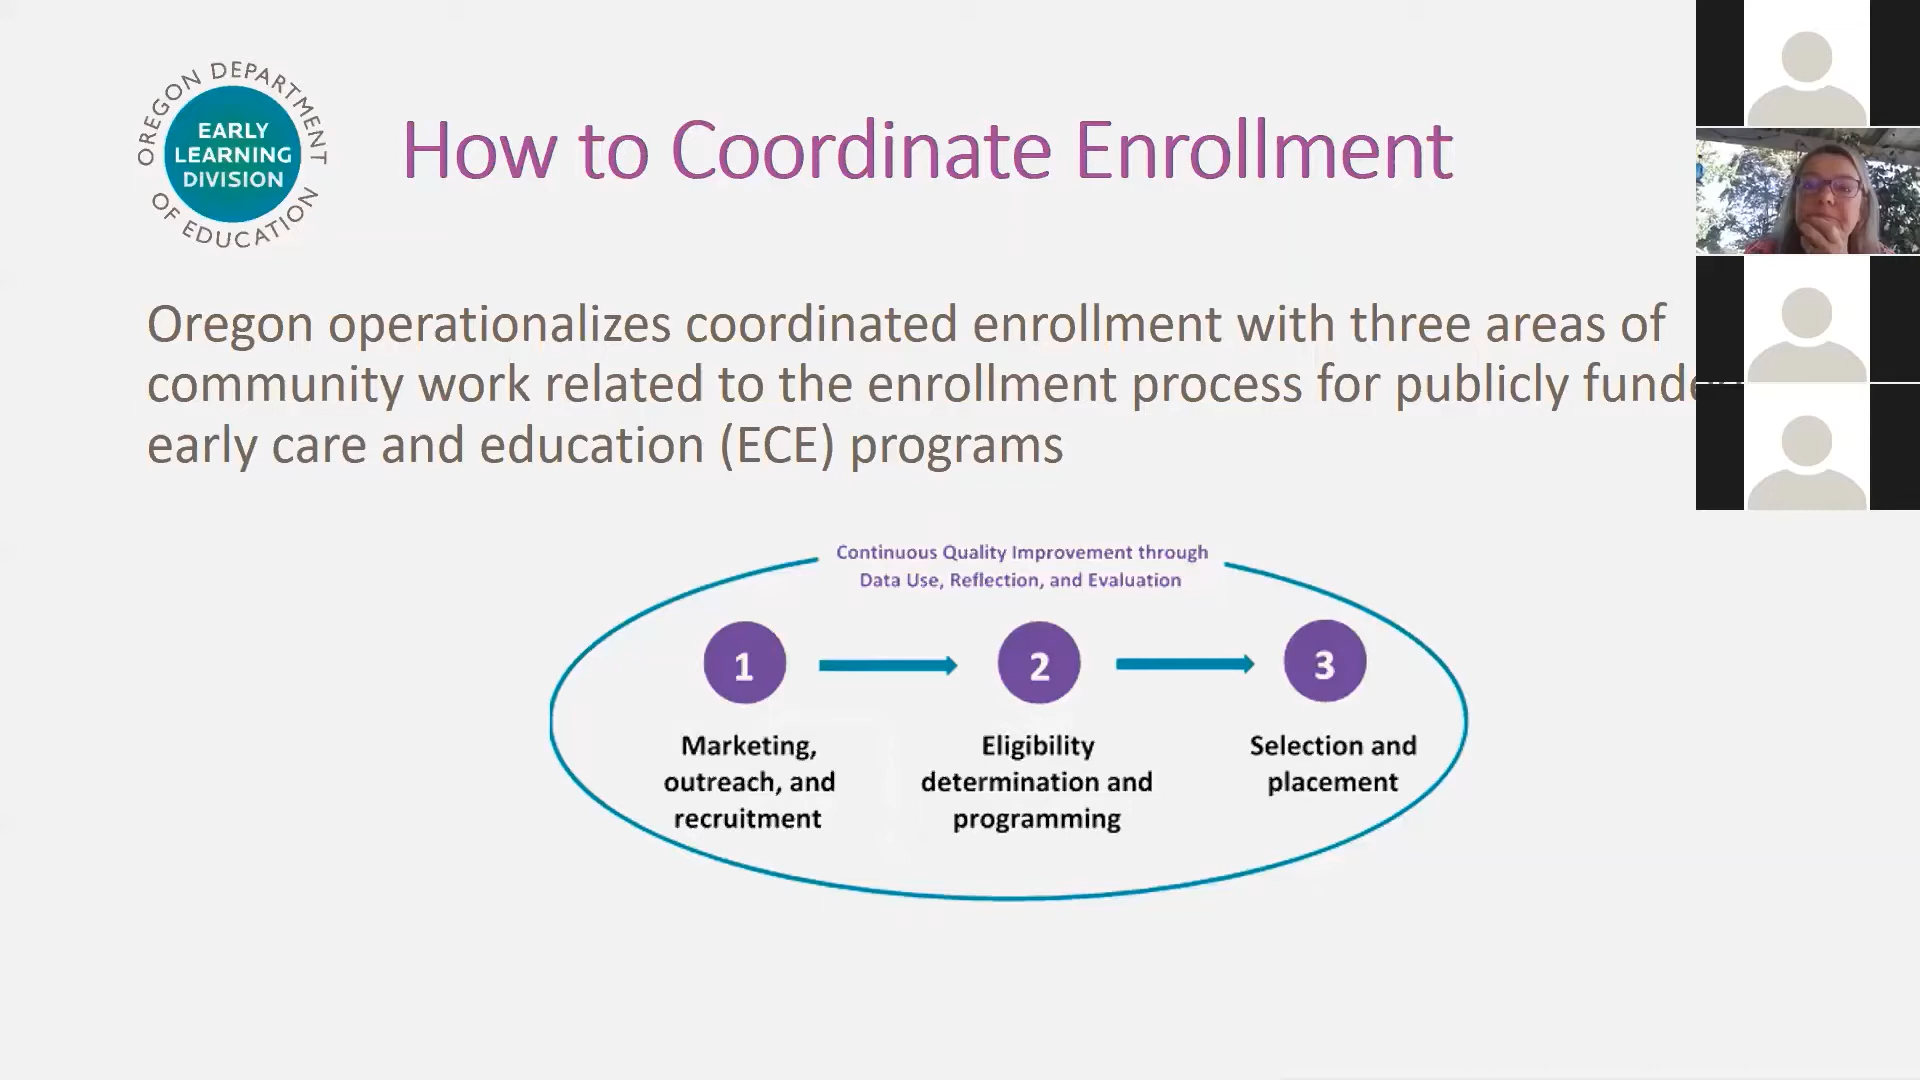 OREGON DEPARTMENT
OF EDUCATION
EARLY
LEARNING
DIVISION
How to Coordinate Enrollment
Oregon operationalizes coordinated enrollment with three areas of
community work related to the enrollment process for publicly
early care and education (ECE) programs
Continuous Quality Improvement through
Data Use, Reflection, and Evaluation
1
2
3
Marketing,
outreach, and
recruitment
Eligibility
determination and
programming
Selection and
placement